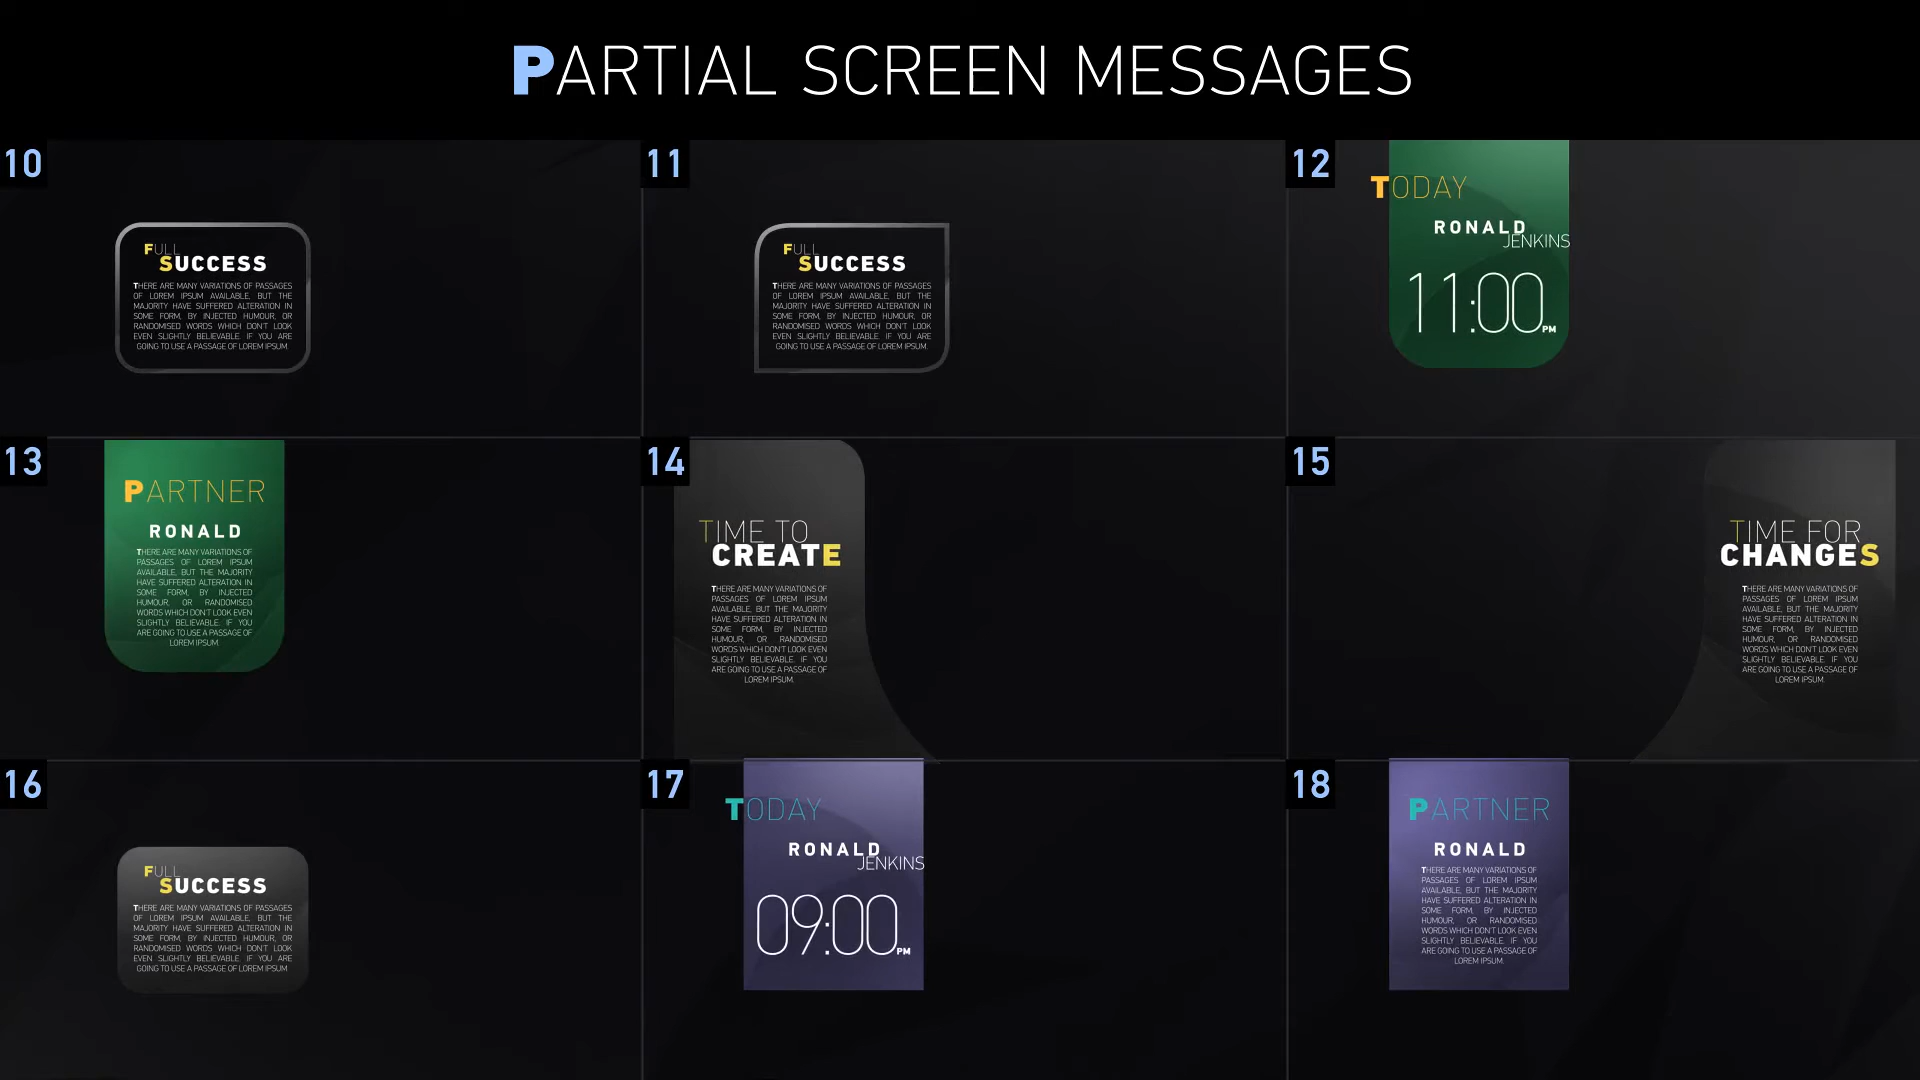 PARTIAL SCREEN MESSAGES
10
FULL
SUCCESS
THERE ARE MANY VARIATIONS OF PASSAGES
OF LOREM IPSUM AVAILABLE, BUT THE
MAJORITY HAVE SUFFERED ALTERATION IN
SOME FORM, BY INJECTED HUMOUR, OR
RANDOMISED WORDS WHICH DON'T LOOK
EVEN SLIGHTLY BELIEVABLE. IF YOU ARE
GOING TO USE A PASSAGE OF LOREM IPSUM.
11
FULL
SUCCESS
THERE ARE MANY VARIATIONS OF PASSAGES
OF LOREM IPSUM AVAILABLE, BUT THE
MAJORITY HAVE SUFFERED ALTERATION IN
SOME FORM, BY INJECTED HUMOUR, OR
RANDOMISED WORDS WHICH DON'T LOOK
EVEN SLIGHTLY BELIEVABLE. IF YOU ARE
GOING TO USE A PASSAGE OF LOREM IPSUM.
12
TODAY
RONALD
JENKINS
11:00 PM
13
PARTNER
RONALD
THERE ARE MANY VARIATIONS OF
PASSAGES OF LOREM IPSUM
AVAILABLE, BUT THE MAJORITY
HAVE SUFFERED ALTERATION IN
SOME FORM, BY INJECTED
HUMOUR, OR RANDOMISED
WORDS WHICH DON'T LOOK EVEN
SLIGHTLY BELIEVABLE. IF YOU
ARE GOING TO USE A PASSAGE OF
LOREM IPSUM.
14
TIME TO
CREATE
THERE ARE MANY VARIATIONS OF
PASSAGES OF LOREM IPSUM
AVAILABLE, BUT THE MAJORITY
HAVE SUFFERED ALTERATION IN
SOME FORM, BY INJECTED
HUMOUR, OR RANDOMISED
WORDS WHICH DON'T LOOK EVEN
SLIGHTLY BELIEVABLE. IF YOU
ARE GOING TO USE A PASSAGE OF
LOREM IPSUM.
15
TIME FOR
CHANGES
THERE ARE MANY VARIATIONS OF
PASSAGES OF LOREM IPSUM
AVAILABLE, BUT THE MAJORITY
HAVE SUFFERED ALTERATION IN
SOME FORM, BY INJECTED
HUMOUR, OR RANDOMISED
WORDS WHICH DON'T LOOK EVEN
SLIGHTLY BELIEVABLE. IF YOU
ARE GOING TO USE A PASSAGE OF
LOREM IPSUM.
16
FULL
SUCCESS
THERE ARE MANY VARIATIONS OF PASSAGES
OF LOREM IPSUM AVAILABLE, BUT THE
MAJORITY HAVE SUFFERED ALTERATION IN
SOME FORM, BY INJECTED HUMOUR, OR
RANDOMISED WORDS WHICH DON'T LOOK
EVEN SLIGHTLY BELIEVABLE. IF YOU ARE
GOING TO USE A PASSAGE OF LOREM IPSUM
17
TODAY
RONALD
JENKINS
09:00 PM
18
PARTNER
RONALD
THERE ARE MANY VARIATIONS OF
PASSAGES OF LOREM IPSUM
AVAILABLE, BUT THE MAJORITY
HAVE SUFFERED ALTERATION IN
SOME FORM, BY INJECTED
HUMOUR, OR RANDOMISED
WORDS WHICH DON'T LOOK EVEN
SLIGHTLY BELIEVABLE. IF YOU
ARE GOING TO USE A PASSAGE OF
LOREM IPSUM.